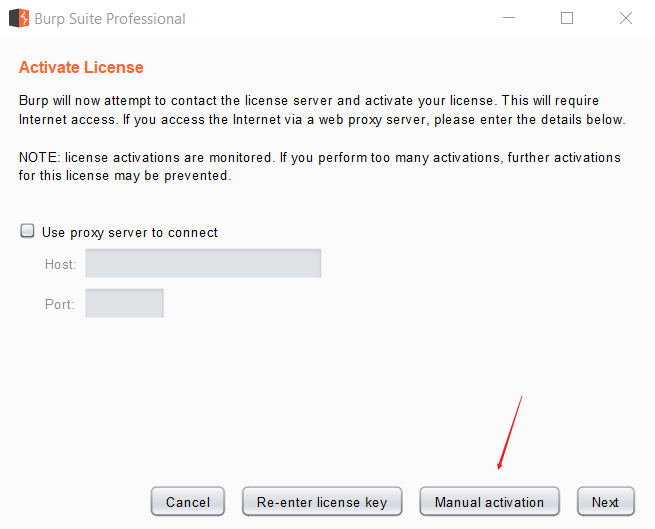 Burp Suite Professional
Activate License
Burp will now attempt to contact the license server and activate your license. This will require
Internet access. If you access the Internet via a web proxy server, please enter the details below.
NOTE: license activations are monitored. If you perform too many activations, further activations
for this license may be prevented.
Use proxy server to connect
Host:
Port:
Cancel Re-enter license key Manual activation Next